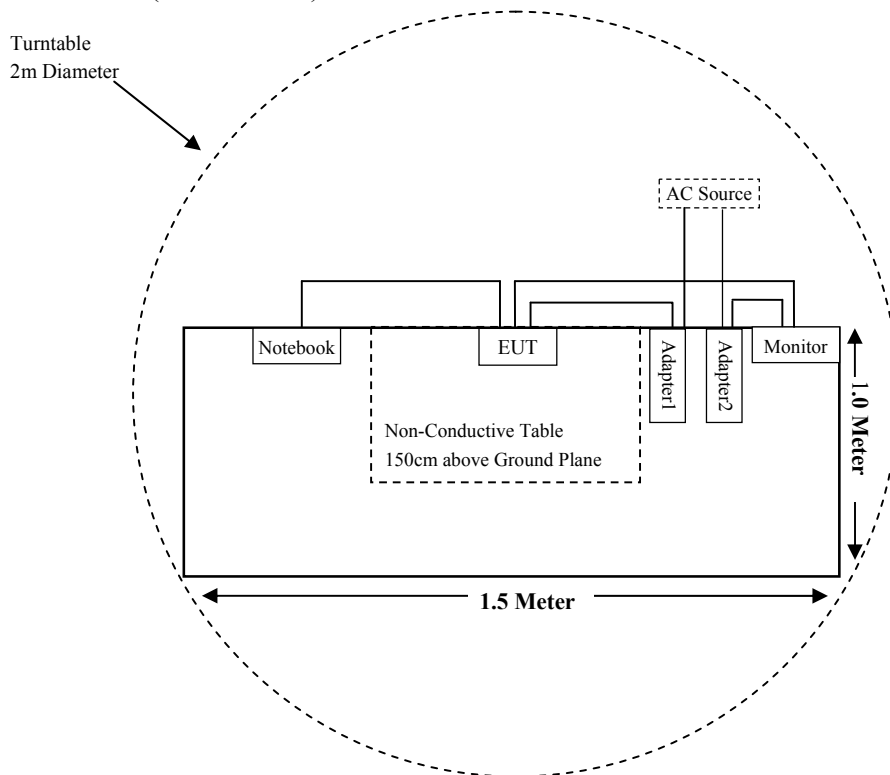 Turntable
2m Diameter
AC Source
Notebook
EUT
Adapter1
Adapter2
Monitor
Non-Conductive Table
150cm above Ground Plane
1.0 Meter
1.5 Meter